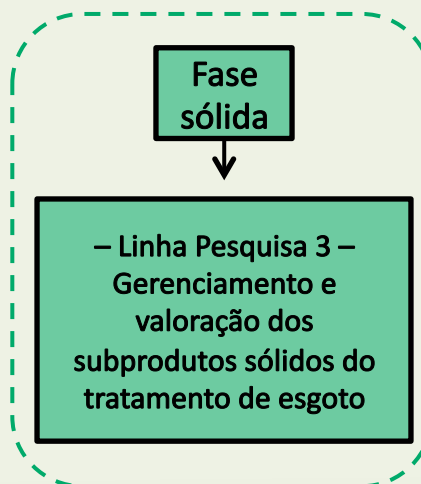 Fase
sólida
– Linha Pesquisa 3 –
Gerenciamento e
valoração dos
subprodutos sólidos do
tratamento de esgoto